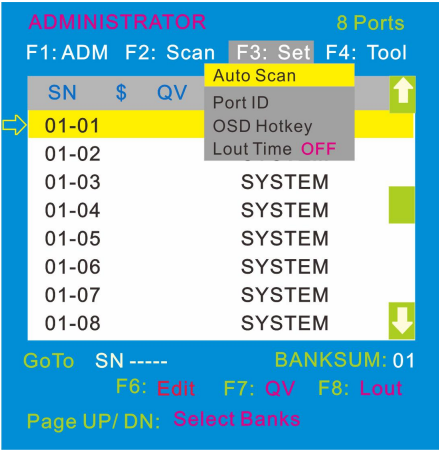 ADMINISTRATOR 8 Ports
F1: ADM F2: Scan F3: Set F4: Tool
Auto Scan
SN $ QV
Port ID
01-01
OSD Hotkey
01-02
Lout Time OFF
01-03 SYSTEM
01-04 SYSTEM
01-05 SYSTEM
01-06 SYSTEM
01-07 SYSTEM
01-08 SYSTEM
GoTo SN ----- BANKSUM: 01
F6: Edit F7: QV F8: Lout
Page UP/ DN: Select Banks